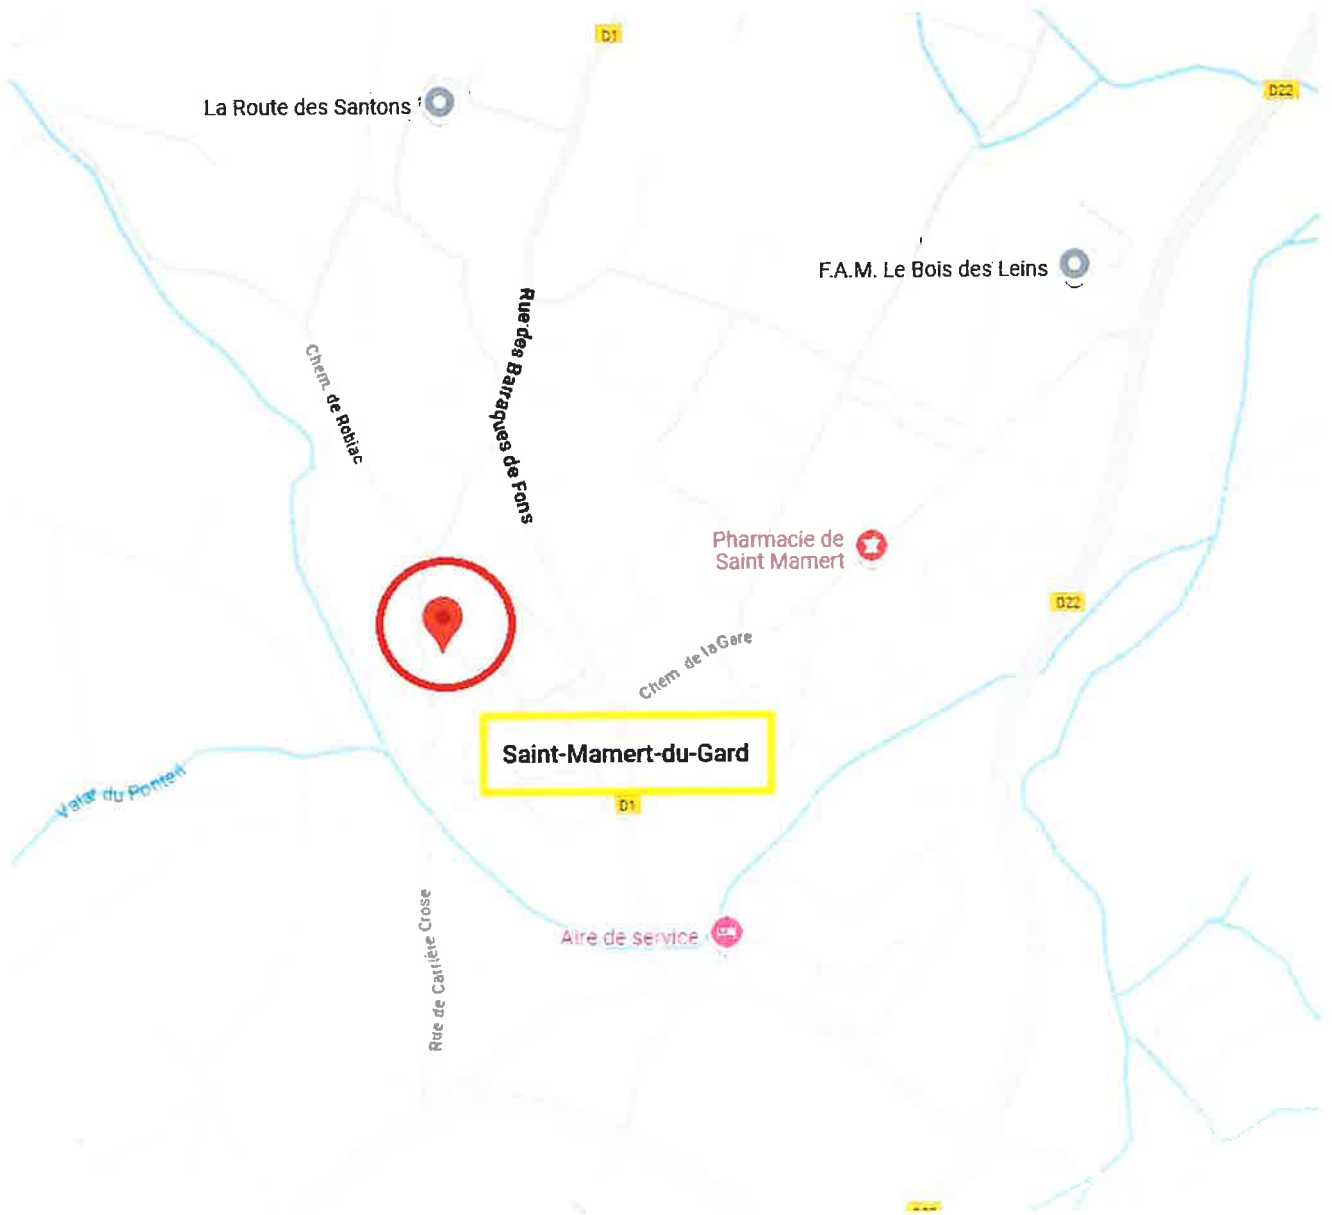 D1
D22
La Route des Santons
F.A.M. Le Bois des Leins
Rue des Barraques de Fons
Chem. de Robiac
Pharmacie de
Saint Mamert
D22
Chem. de la Gare
Saint-Mamert-du-Gard
D1
Valat du Ponteil
Rue de Carrière Crose
Aire de service